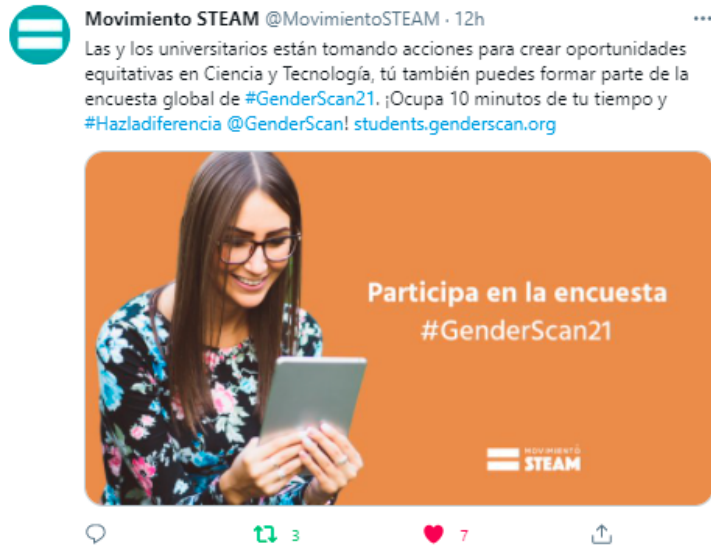 Movimiento STEAM @MovimientoSTEAM · 12h
Las y los universitarios están tomando acciones para crear oportunidades
equitativas en Ciencia y Tecnología, tú también puedes formar parte de la
encuesta global de #GenderScan21. ¡Ocupa 10 minutos de tu tiempo y
#Hazladiferencia @GenderScan! students.genderscan.org
Participa en la encuesta
#GenderScan21
MOVIMIENTO
STEAM
3
7